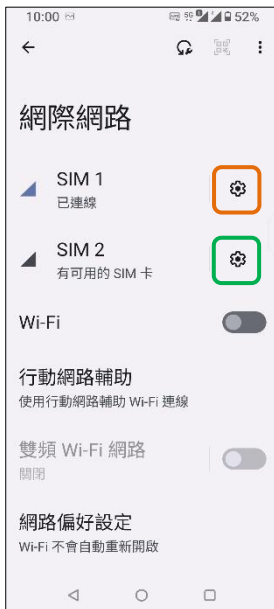 10:00 5G 52%
網際網路
SIM 1
已連線
SIM 2
有可用的 SIM 卡
Wi-Fi
行動網路輔助
使用行動網路輔助 Wi-Fi 連線
雙頻 Wi-Fi 網路
關閉
網路偏好設定
Wi-Fi 不會自動重新開啟